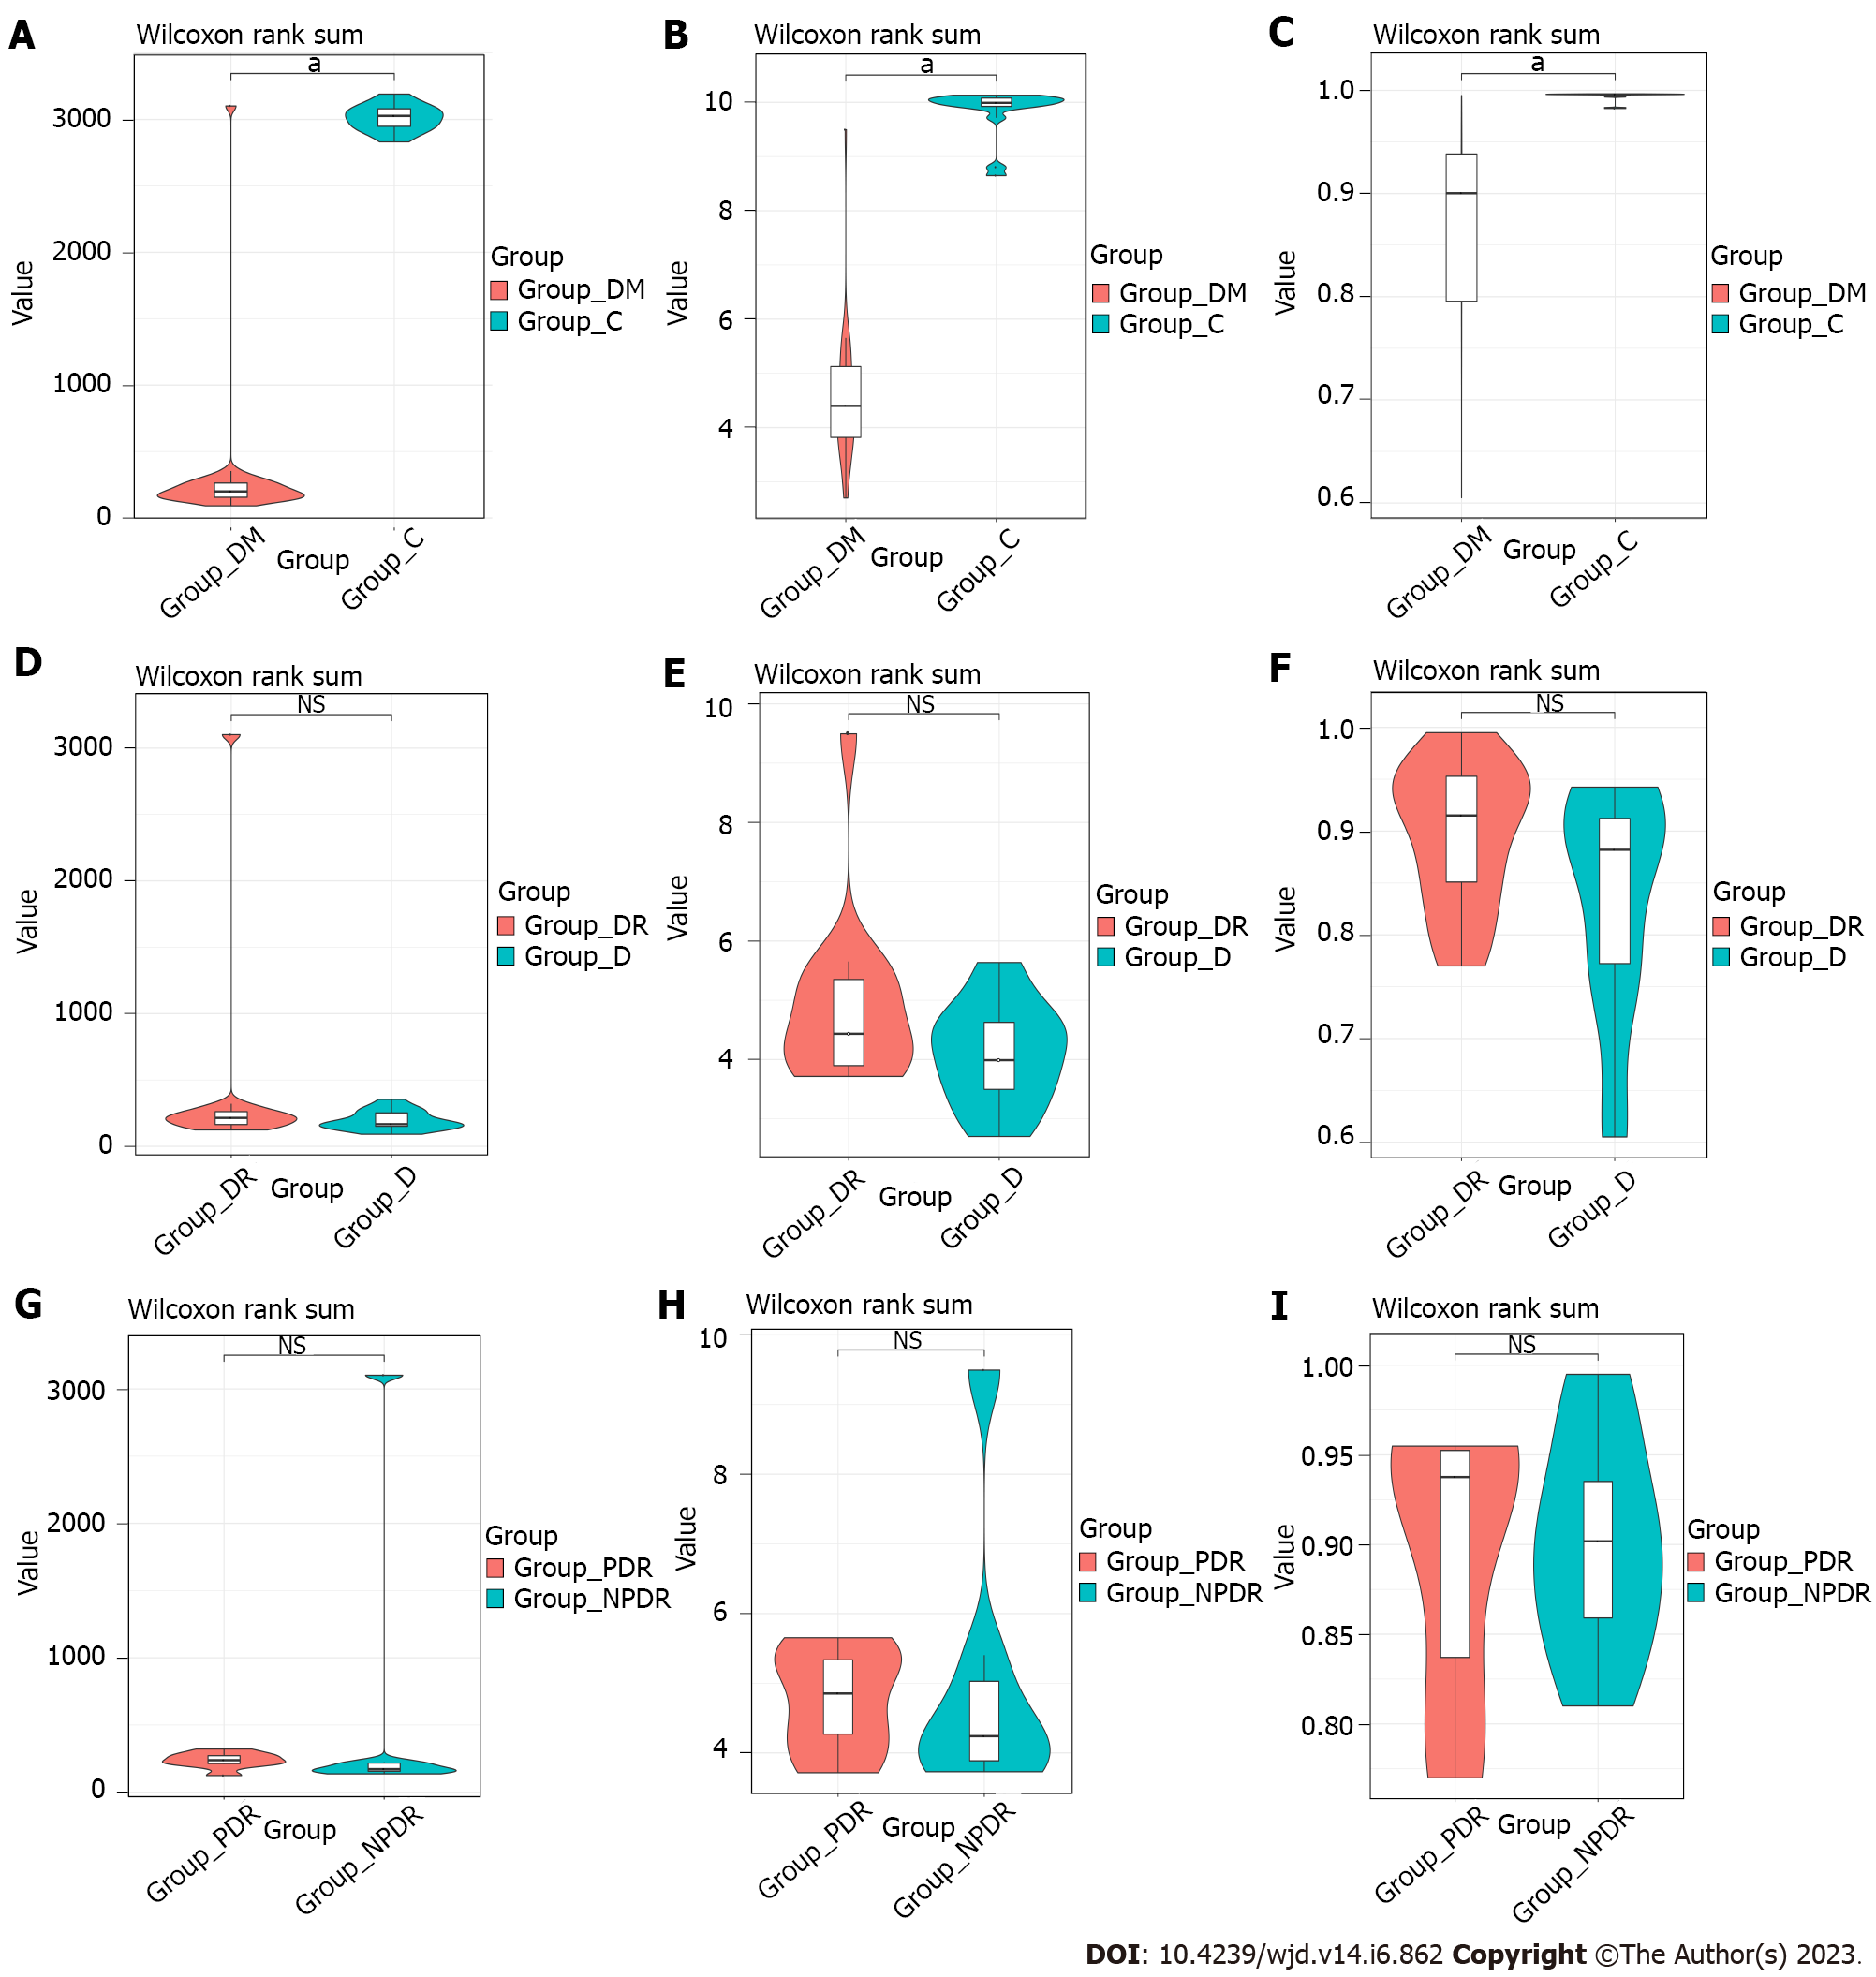 A
Wilcoxon rank sum
a
3000
2000
1000
0
Value
Group_DM
Group
Group_C
Group
Group_DM
Group_C
B
Wilcoxon rank sum
a
10
8
6
4
Value
Group_DM
Group
Group_C
Group
Group_DM
Group_C
C
Wilcoxon rank sum
a
1.0
0.9
0.8
0.7
0.6
Value
Group_DM
Group
Group_C
Group
Group_DM
Group_C
D
Wilcoxon rank sum
NS
3000
2000
1000
0
Value
Group_DR
Group
Group_D
Group
Group_DR
Group_D
E
Wilcoxon rank sum
NS
10
8
6
4
Value
Group_DR
Group
Group_D
Group
Group_DR
Group_D
F
Wilcoxon rank sum
NS
1.0
0.9
0.8
0.7
0.6
Value
Group_DR
Group
Group_D
Group
Group_DR
Group_D
G
Wilcoxon rank sum
NS
3000
2000
1000
0
Value
Group_PDR
Group
Group_NPDR
Group
Group_PDR
Group_NPDR
H
Wilcoxon rank sum
NS
10
8
6
4
Value
Group_PDR
Group
Group_NPDR
Group
Group_PDR
Group_NPDR
I
Wilcoxon rank sum
NS
1.00
0.95
0.90
0.85
0.80
Value
Group_PDR
Group
Group_NPDR
Group
Group_PDR
Group_NPDR
DOI: 10.4239/wjd.v14.i6.862 Copyright ©The Author(s) 2023.